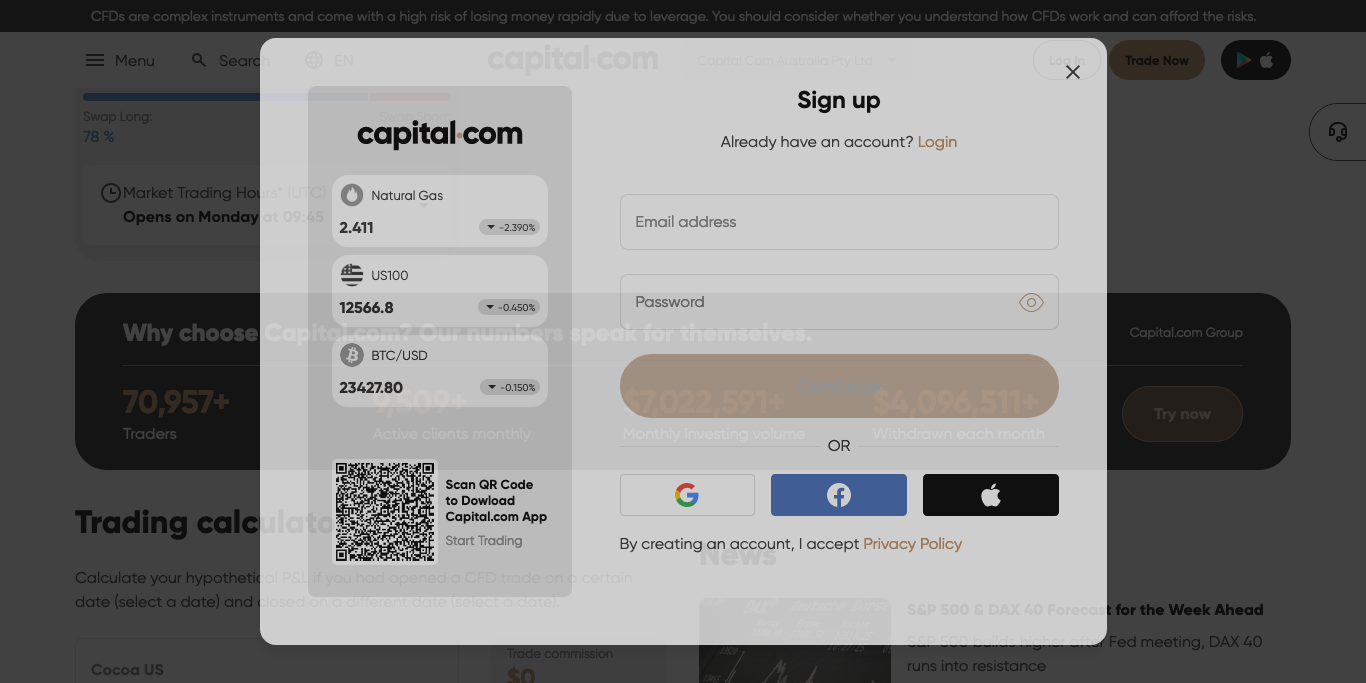 CFDs are complex instruments and come with a high risk of losing money rapidly due to leverage. You should consider whether you understand how CFDs work and can afford the risks.
Menu
Search
EN
capital.com
Capital Com Australia Pty Ltd
Log In
Trade Now
Swap Long:
78 %
Market Trading Hours* (UTC)
Opens on Monday at 09:45
capital.com
Natural Gas
2.411
-2.390%
US100
12566.8
-0.450%
BTC/USD
23427.80
-0.150%
Scan QR Code
to Dowload
Capital.com App
Start Trading
Sign up
Already have an account? Login
Email address
Password
Continue
OR
By creating an account, I accept Privacy Policy
Why choose Capital.com? Our numbers speak for themselves.
Capital.com Group
70,957+
Traders
9,509+
Active clients monthly
$7,022,591+
Monthly investing volume
$4,096,511+
Withdrawn each month
Try now
Trading calculato
Calculate your hypothetical P&L if you had opened a CFD trade on a certain
date (select a date) and closed on a different date (select a date).
Cocoa US
Trade commission
$0
News
S&P 500 & DAX 40 Forecast for the Week Ahead
S&P 500 builds higher after Fed meeting, DAX 40
runs into resistance